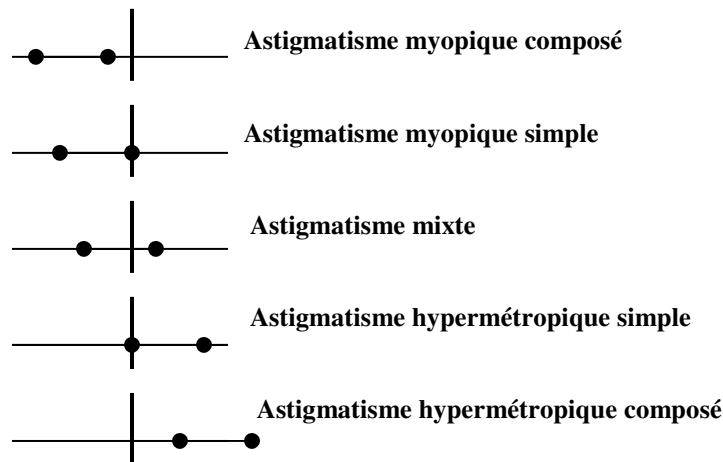 Astigmatisme myopique composé
Astigmatisme myopique simple
Astigmatisme mixte
Astigmatisme hypermétropique simple
Astigmatisme hypermétropique composé